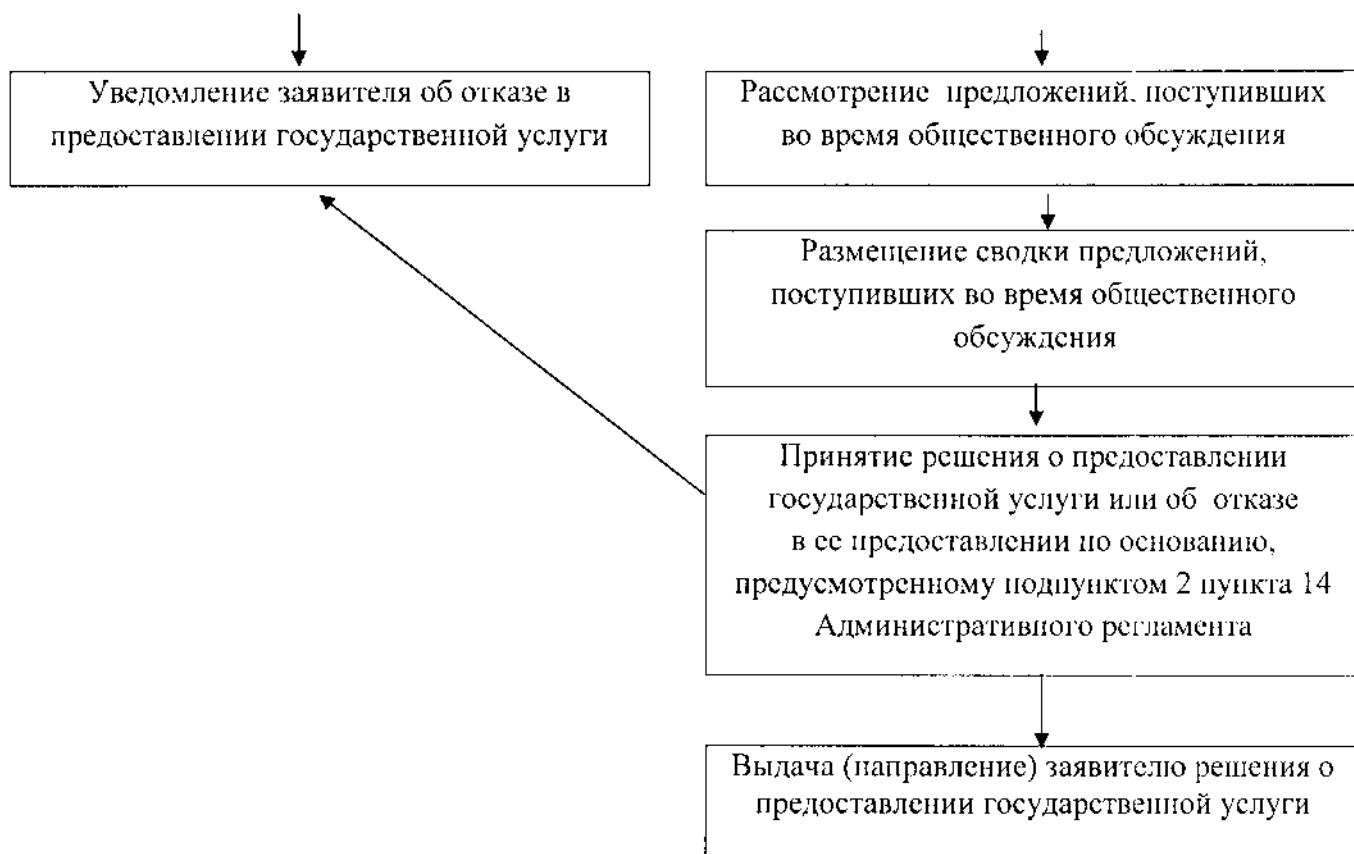 Уведомление заявителя об отказе в
предоставлении государственной услуги
Рассмотрение предложений, поступивших
во время общественного обсуждения
Размещение сводки предложений,
поступивших во время общественного
обсуждения
Принятие решения о предоставлении
государственной услуги или об отказе
в ее предоставлении по основанию,
предусмотренному подпунктом 2 пункта 14
Административного регламента
Выдача (направление) заявителю решения о
предоставлении государственной услуги